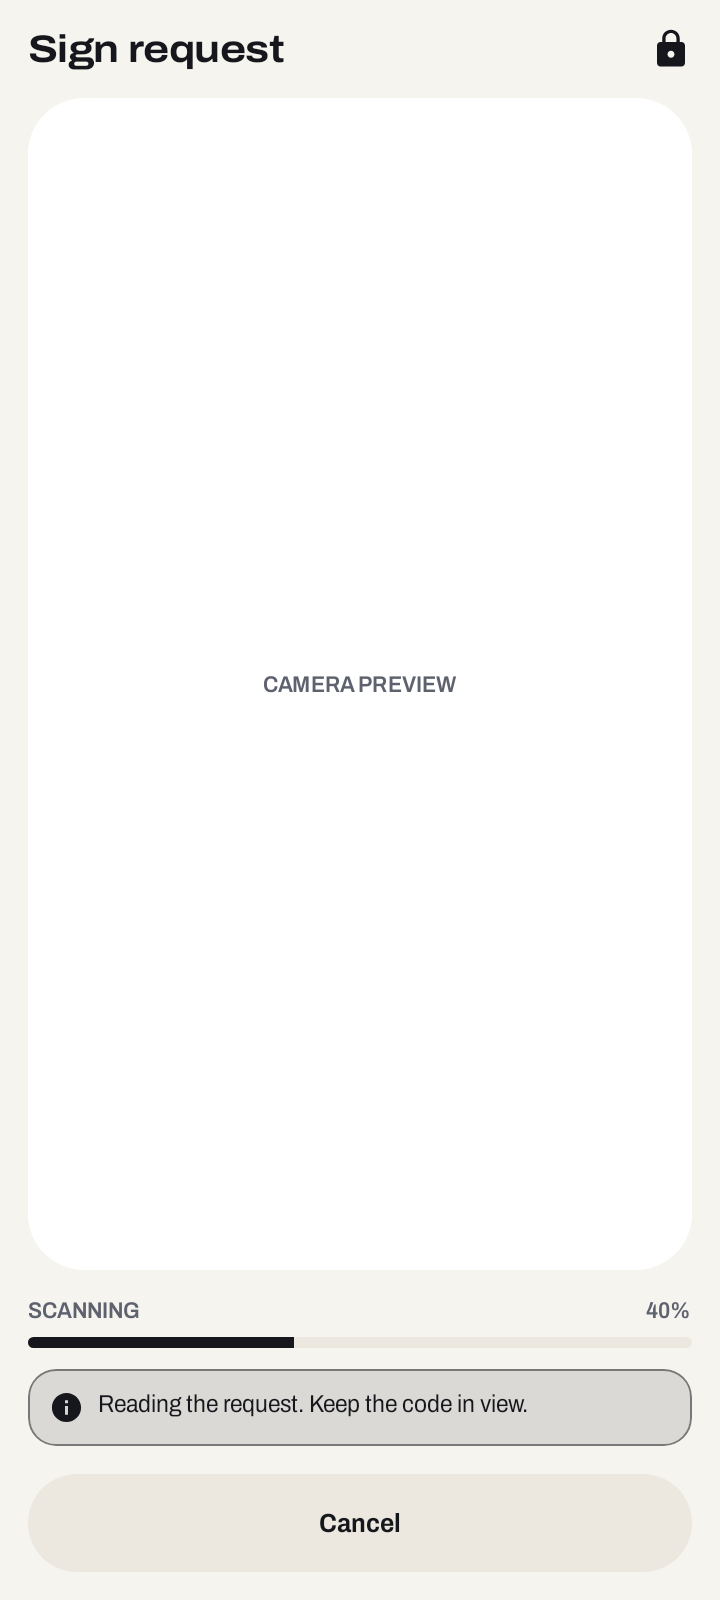 Sign request
CAMERA PREVIEW
SCANNING 40%
Reading the request. Keep the code in view.
Cancel